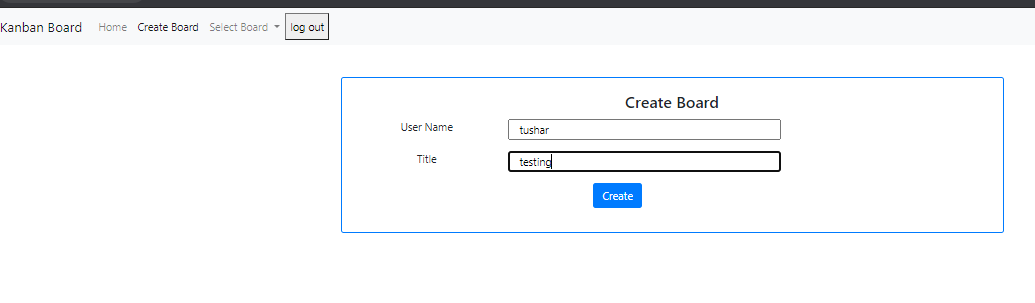 Kanban Board Home Create Board Select Board log out
Create Board
User Name tushar
Title testing
Create